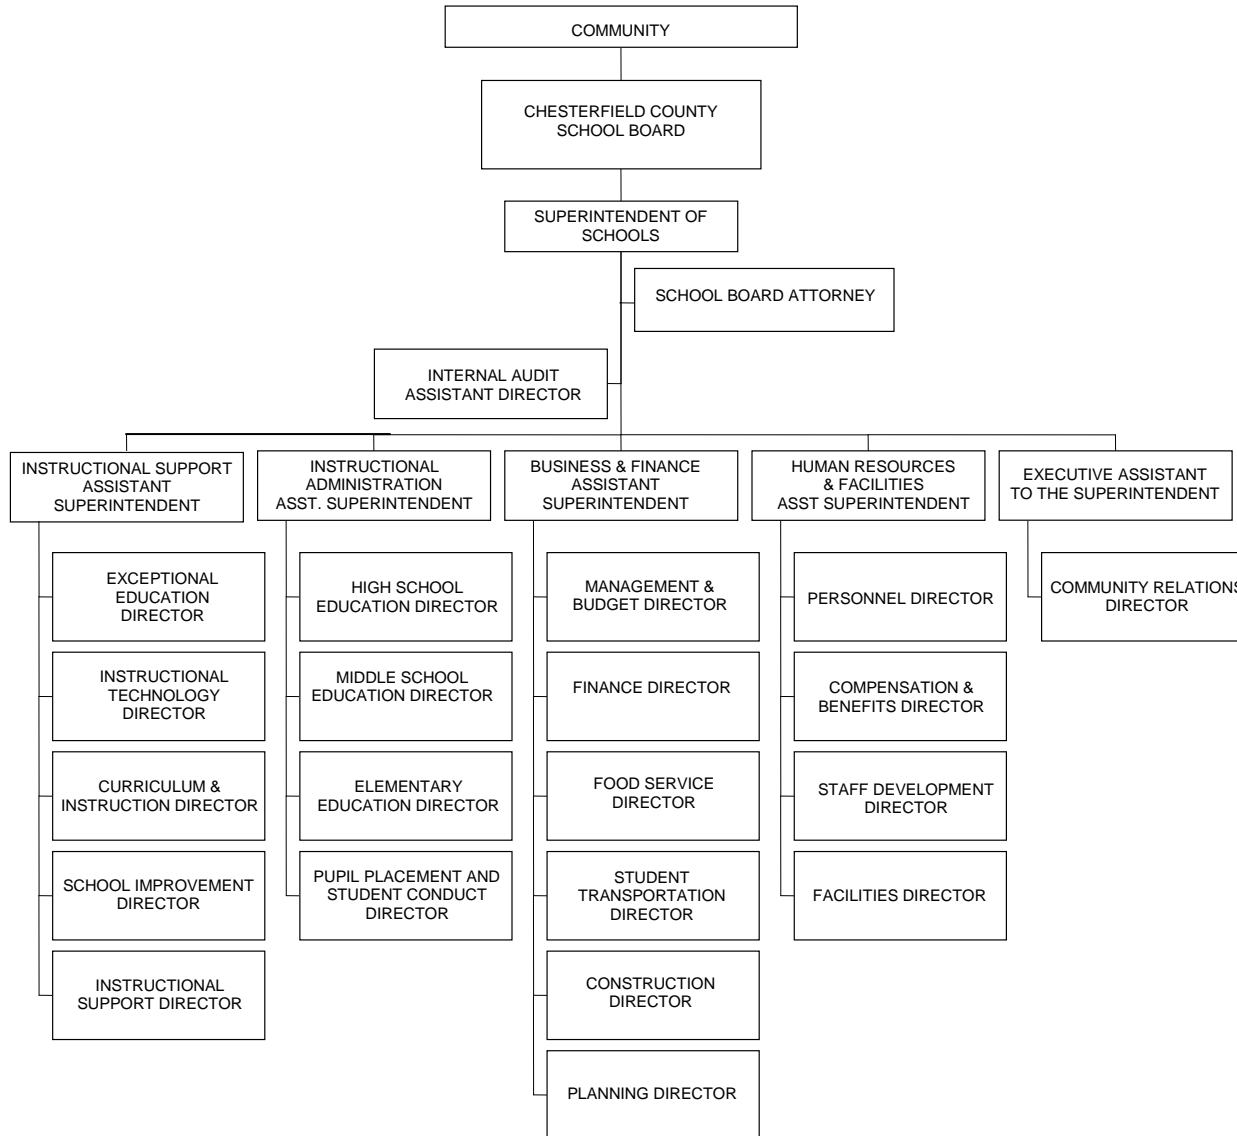 COMMUNITY
CHESTERFIELD COUNTY
SCHOOL BOARD
SUPERINTENDENT OF
SCHOOLS
SCHOOL BOARD ATTORNEY
INTERNAL AUDIT
ASSISTANT DIRECTOR
INSTRUCTIONAL SUPPORT
ASSISTANT
SUPERINTENDENT
EXCEPTIONAL
EDUCATION
DIRECTOR
INSTRUCTIONAL
TECHNOLOGY
DIRECTOR
CURRICULUM &
INSTRUCTION DIRECTOR
SCHOOL IMPROVEMENT
DIRECTOR
INSTRUCTIONAL
SUPPORT DIRECTOR
INSTRUCTIONAL
ADMINISTRATION
ASST. SUPERINTENDENT
HIGH SCHOOL
EDUCATION DIRECTOR
MIDDLE SCHOOL
EDUCATION DIRECTOR
ELEMENTARY
EDUCATION DIRECTOR
PUPIL PLACEMENT AND
STUDENT CONDUCT
DIRECTOR
BUSINESS & FINANCE
ASSISTANT
SUPERINTENDENT
MANAGEMENT &
BUDGET DIRECTOR
FINANCE DIRECTOR
FOOD SERVICE
DIRECTOR
STUDENT
TRANSPORTATION
DIRECTOR
CONSTRUCTION
DIRECTOR
PLANNING DIRECTOR
HUMAN RESOURCES
& FACILITIES
ASST SUPERINTENDENT
PERSONNEL DIRECTOR
COMPENSATION &
BENEFITS DIRECTOR
STAFF DEVELOPMENT
DIRECTOR
FACILITIES DIRECTOR
EXECUTIVE ASSISTANT
TO THE SUPERINTENDENT
COMMUNITY RELATIONS
DIRECTOR